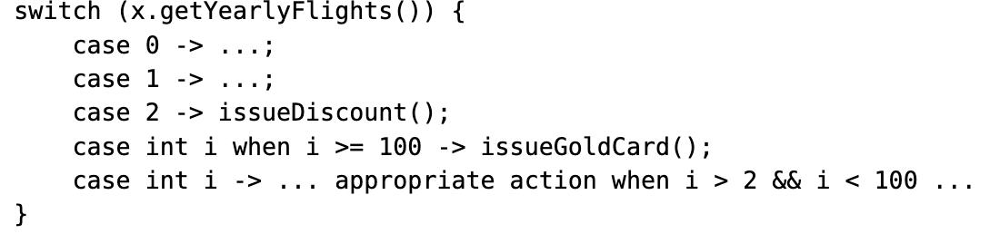 switch (x.getYearlyFlights()) {
    case 0 -> ...;
    case 1 -> ...;
    case 2 -> issueDiscount();
    case int i when i >= 100 -> issueGoldCard();
    case int i -> ... appropriate action when i > 2 && i < 100 ...
}